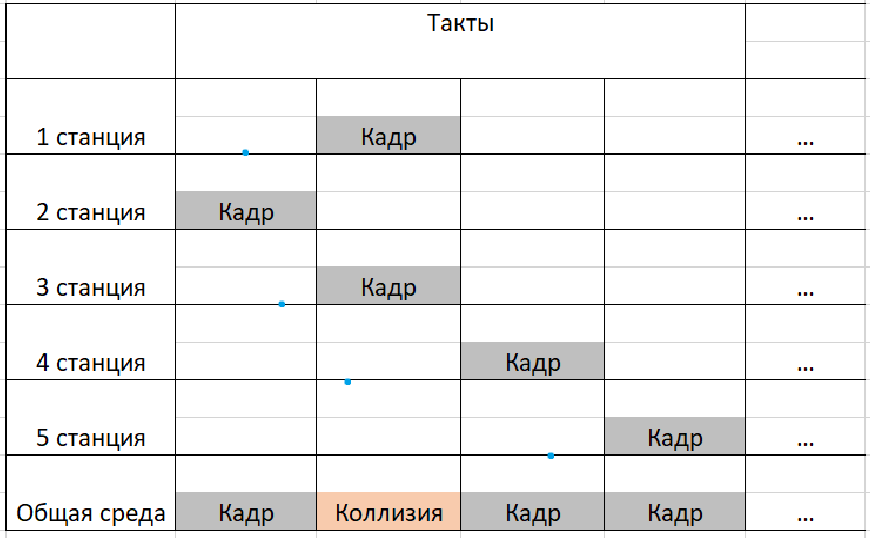 Такты
1 станция Кадр ...
2 станция Кадр ...
3 станция Кадр ...
4 станция Кадр ...
5 станция Кадр ...
Общая среда Кадр Коллизия Кадр Кадр ...